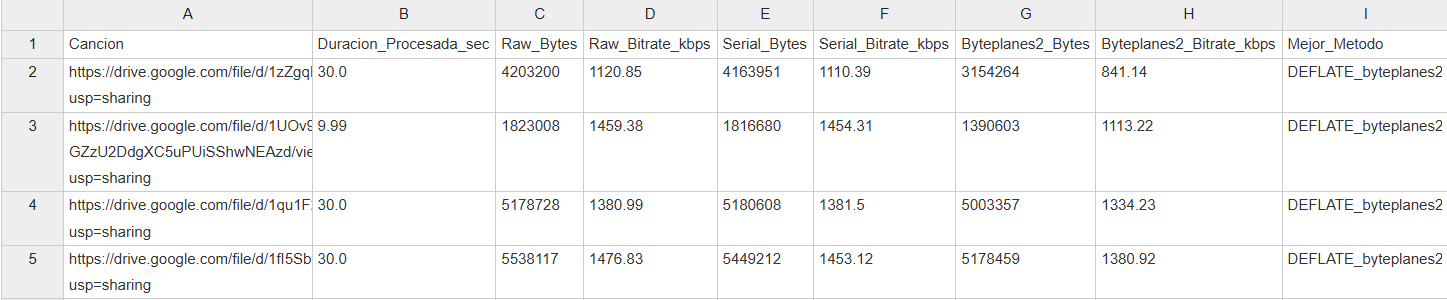 A B C D E F G H I
1 Cancion Duracion_Procesada_sec Raw_Bytes Raw_Bitrate_kbps Serial_Bytes Serial_Bitrate_kbps Byteplanes2_Bytes Byteplanes2_Bitrate_kbps Mejor_Metodo
2 https://drive.google.com/file/d/1zZgq 30.0 4203200 1120.85 4163951 1110.39 3154264 841.14 DEFLATE_byteplanes2
usp=sharing
3 https://drive.google.com/file/d/1UOv9 9.99 1823008 1459.38 1816680 1454.31 1390603 1113.22 DEFLATE_byteplanes2
GZzU2DdgXC5uPUiSShwNEAzd/vie
usp=sharing
4 https://drive.google.com/file/d/1qu1F 30.0 5178728 1380.99 5180608 1381.5 5003357 1334.23 DEFLATE_byteplanes2
usp=sharing
5 https://drive.google.com/file/d/1fI5Sb 30.0 5538117 1476.83 5449212 1453.12 5178459 1380.92 DEFLATE_byteplanes2
usp=sharing